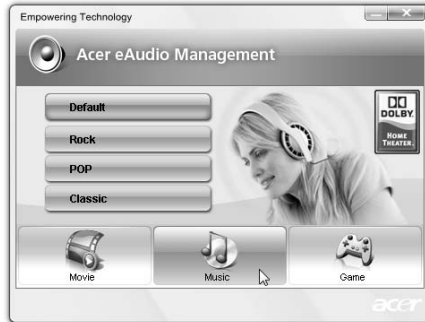 Empowering Technology
Acer eAudio Management
Default
Rock
POP
Classic
DOLBY
HOME
THEATER
Movie
Music
Game
acer